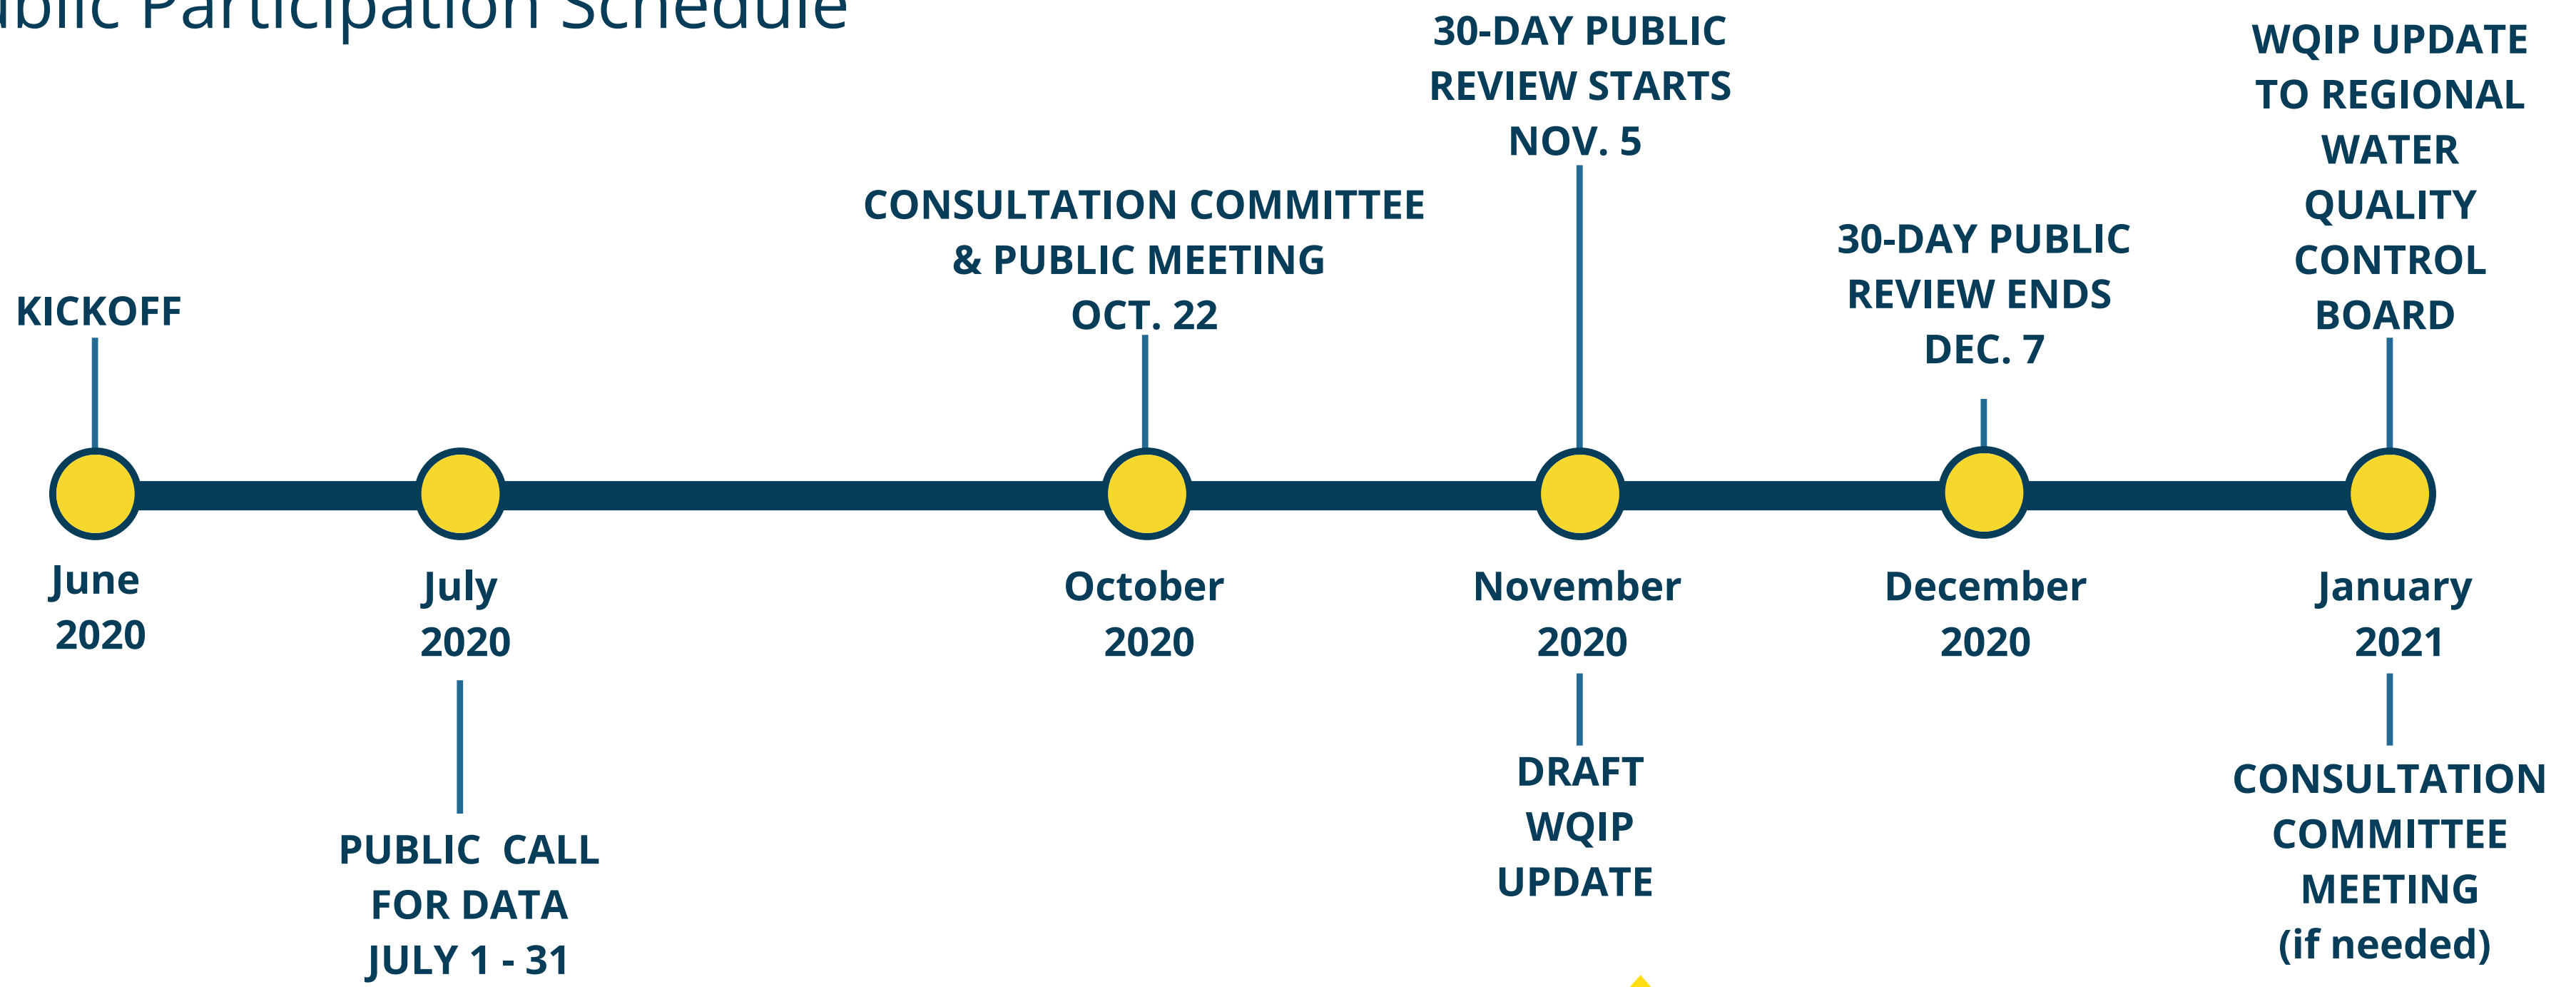 Participation Schedule
KICKOFF
CONSULTATION COMMITTEE
& PUBLIC MEETING
OCT. 22
30-DAY PUBLIC
REVIEW STARTS
NOV. 5
30-DAY PUBLIC
REVIEW ENDS
DEC. 7
WQIP UPDATE
TO REGIONAL
WATER
QUALITY
CONTROL
BOARD
June
2020
July
2020
October
2020
November
2020
December
2020
January
2021
PUBLIC  CALL
FOR DATA
JULY 1 - 31
DRAFT
WQIP
UPDATE
CONSULTATION
COMMITTEE
MEETING
(if needed)